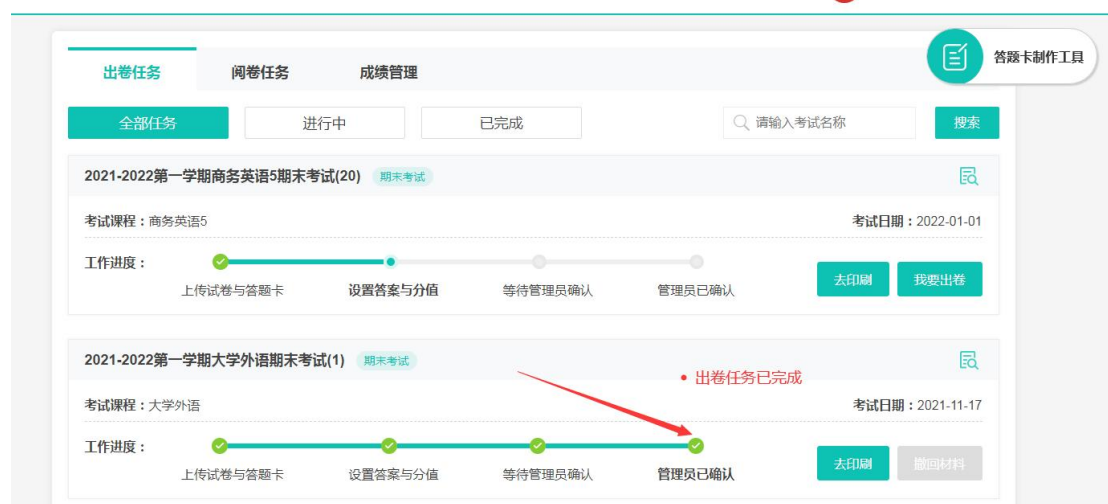 答题卡制作工具
出卷任务 阅卷任务 成绩管理
全部任务 进行中 已完成 请输入考试名称 搜索
2021-2022第一学期商务英语5期末考试(20) 期末考试
考试课程：商务英语5 考试日期：2022-01-01
工作进度：
上传试卷与答题卡 设置答案与分值 等待管理员确认 管理员已确认 去印刷 我要出卷
2021-2022第一学期大学外语期末考试(1) 期末考试
出卷任务已完成
考试课程：大学外语 考试日期：2021-11-17
工作进度：
上传试卷与答题卡 设置答案与分值 等待管理员确认 管理员已确认 去印刷 撤回材料